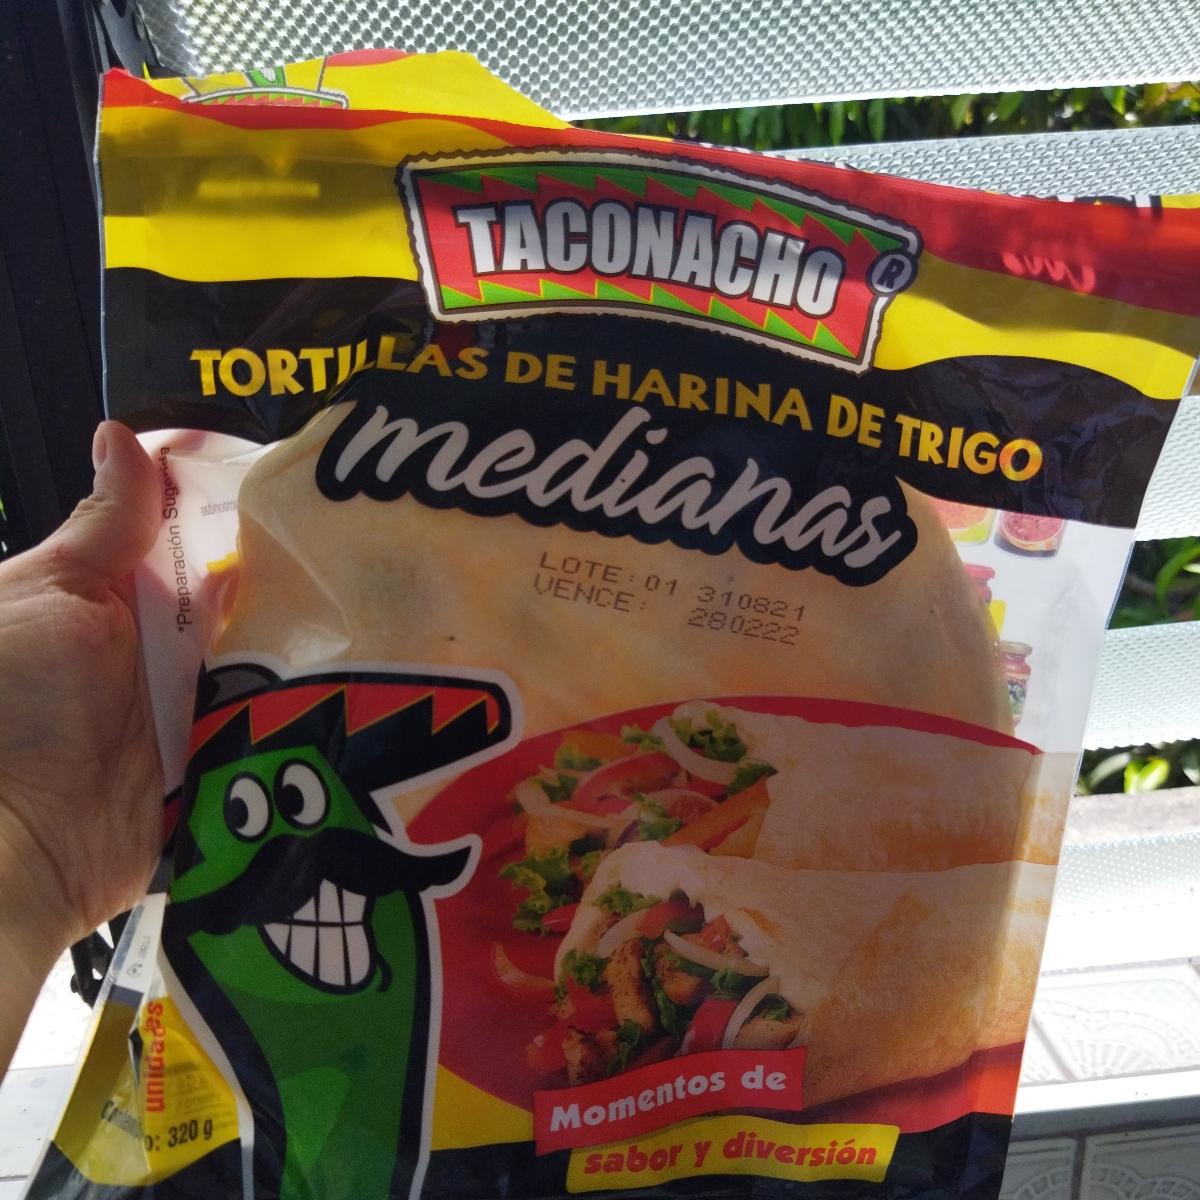 TACONACHO
®
TORTILLAS DE HARINA DE TRIGO
medianas
LOTE: 01 310821
VENCE: 280222
*Preparación Sugerida
unidades
o: 320 g
Momentos de
sabor y diversión